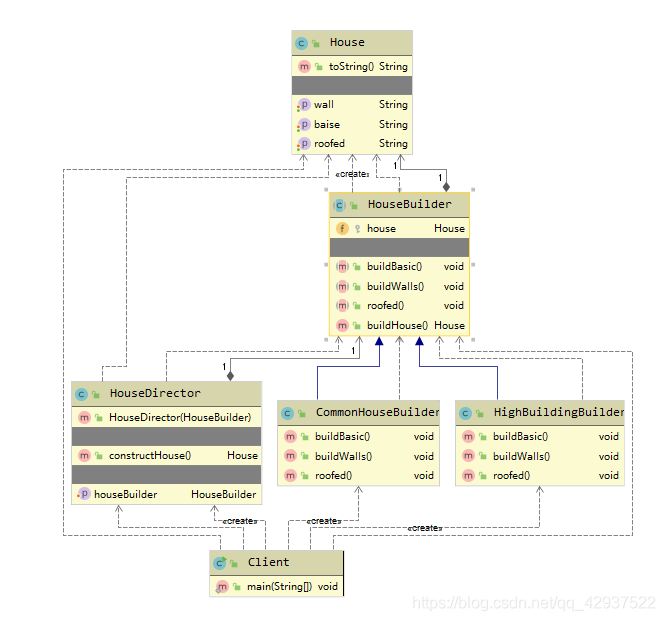 House
toString() String
wall String
baise String
roofed String
«create»
1
1
HouseBuilder
house House
buildBasic() void
buildWalls() void
roofed() void
buildHouse() House
1
1
HouseDirector
HouseDirector(HouseBuilder)
constructHouse() House
houseBuilder HouseBuilder
CommonHouseBuilder
buildBasic() void
buildWalls() void
roofed() void
HighBuildingBuilder
buildBasic() void
buildWalls() void
roofed() void
«create»
«create»
«create»
Client
main(String[]) void
https://blog.csdn.net/qq_42937522